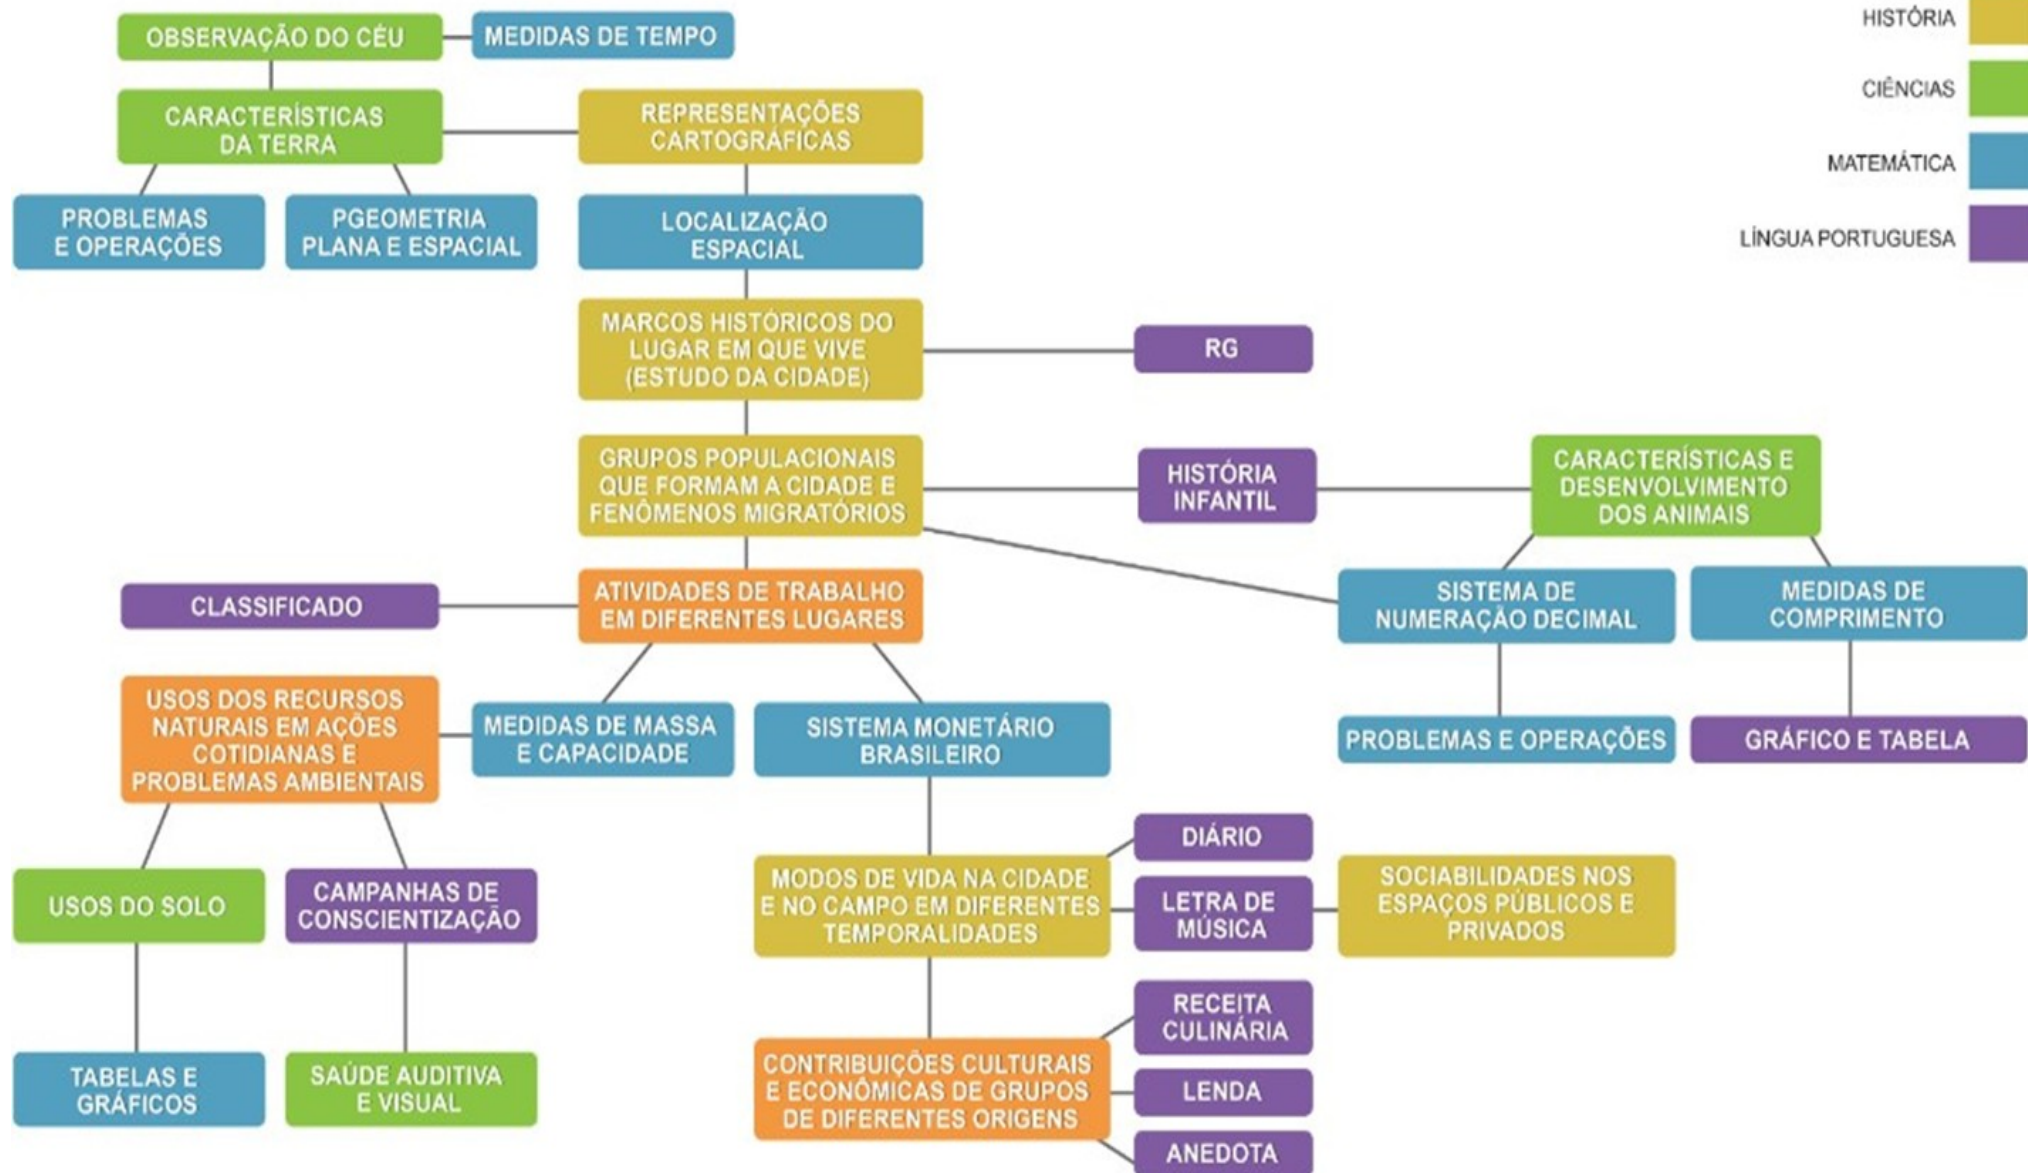 OBSERVAÇÃO DO CÉU
MEDIDAS DE TEMPO
HISTÓRIA
CIÊNCIAS
MATEMÁTICA
LÍNGUA PORTUGUESA
CARACTERÍSTICAS
DA TERRA
REPRESENTAÇÕES
CARTOGRÁFICAS
PROBLEMAS
E OPERAÇÕES
PGEOMETRIA
PLANA E ESPACIAL
LOCALIZAÇÃO
ESPACIAL
MARCOS HISTÓRICOS DO
LUGAR EM QUE VIVE
(ESTUDO DA CIDADE)
RG
GRUPOS POPULACIONAIS
QUE FORMAM A CIDADE E
FENÔMENOS MIGRATÓRIOS
HISTÓRIA
INFANTIL
CARACTERÍSTICAS E
DESENVOLVIMENTO
DOS ANIMAIS
CLASSIFICADO
ATIVIDADES DE TRABALHO
EM DIFERENTES LUGARES
SISTEMA DE
NUMERAÇÃO DECIMAL
MEDIDAS DE
COMPRIMENTO
USOS DOS RECURSOS
NATURAIS EM AÇÕES
COTIDIANAS E
PROBLEMAS AMBIENTAIS
MEDIDAS DE MASSA
E CAPACIDADE
SISTEMA MONETÁRIO
BRASILEIRO
PROBLEMAS E OPERAÇÕES
GRÁFICO E TABELA
USOS DO SOLO
CAMPANHAS DE
CONSCIENTIZAÇÃO
MODOS DE VIDA NA CIDADE
E NO CAMPO EM DIFERENTES
TEMPORALIDADES
DIÁRIO
LETRA DE
MÚSICA
SOCIABILIDADES NOS
ESPAÇOS PÚBLICOS E
PRIVADOS
TABELAS E
GRÁFICOS
SAÚDE AUDITIVA
E VISUAL
CONTRIBUIÇÕES CULTURAIS
E ECONÔMICAS DE GRUPOS
DE DIFERENTES ORIGENS
RECEITA
CULINÁRIA
LENDA
ANEDOTA